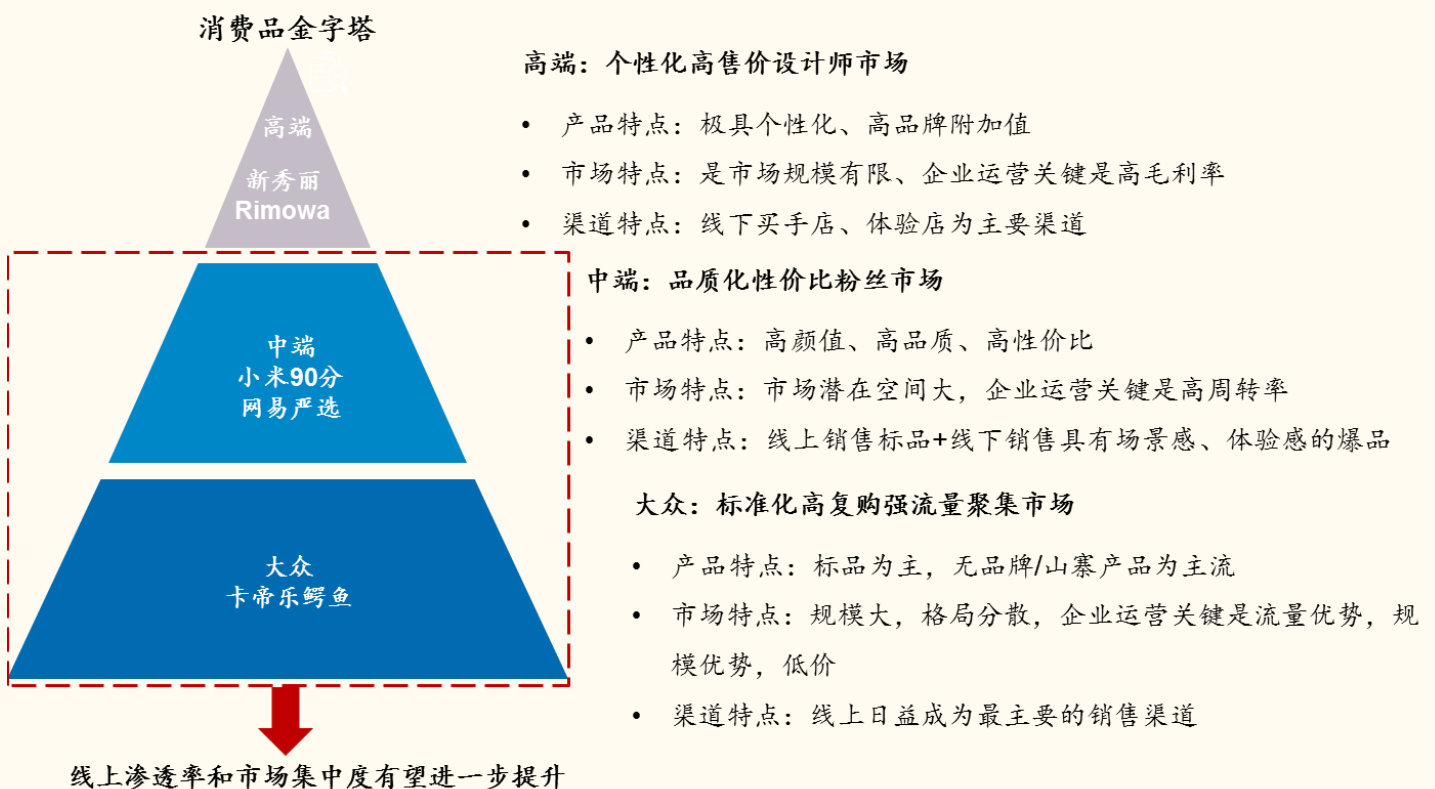 消费品金字塔
高端
新秀丽
Rimowa
中端
小米90分
网易严选
大众
卡帝乐鳄鱼
线上渗透率和市场集中度有望进一步提升
高端：个性化高售价设计师市场
• 产品特点：极具个性化、高品牌附加值
• 市场特点：是市场规模有限、企业运营关键是高毛利率
• 渠道特点：线下买手店、体验店为主要渠道
中端：品质化性价比粉丝市场
• 产品特点：高颜值、高品质、高性价比
• 市场特点：市场潜在空间大，企业运营关键是高周转率
• 渠道特点：线上销售标品+线下销售具有场景感、体验感的爆品
大众：标准化高复购强流量聚集市场
• 产品特点：标品为主，无品牌/山寨产品为主流
• 市场特点：规模大，格局分散，企业运营关键是流量优势，规
模优势，低价
• 渠道特点：线上日益成为最主要的销售渠道